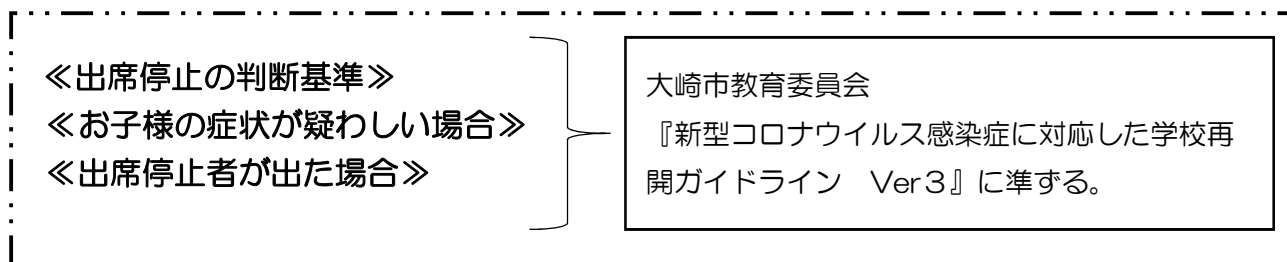 ≪出席停止の判断基準≫
≪お子様の症状が疑わしい場合≫
≪出席停止者が出た場合≫
大崎市教育委員会
『新型コロナウイルス感染症に対応した学校再
開ガイドライン　Ver３』に準ずる。